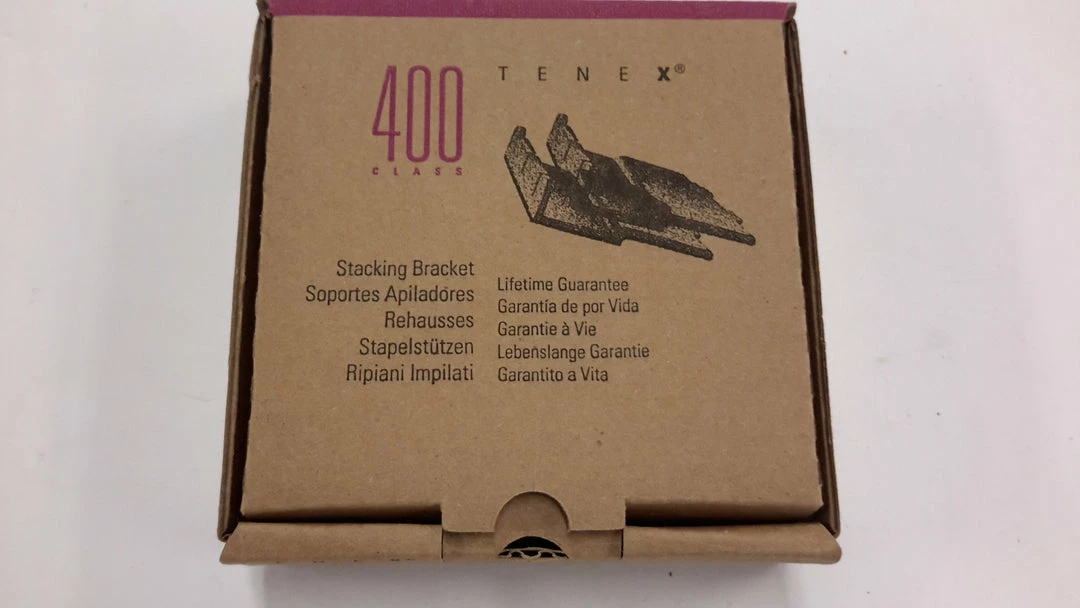 400
CLASS
TENEX®
Stacking Bracket
Soportes Apiladores
Rehausses
Stapelstützen
Ripiani Impilati
Lifetime Guarantee
Garantía de por Vida
Garantie à Vie
Lebenslange Garantie
Garantito a Vita